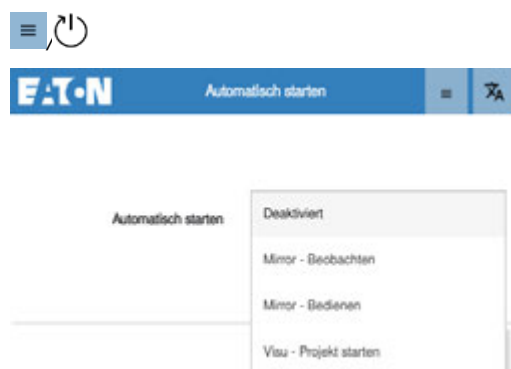 EATON
Automatisch starten
Automatisch starten
Deaktiviert
Mirror - Beobachten
Mirror - Bedienen
Visu - Projekt starten